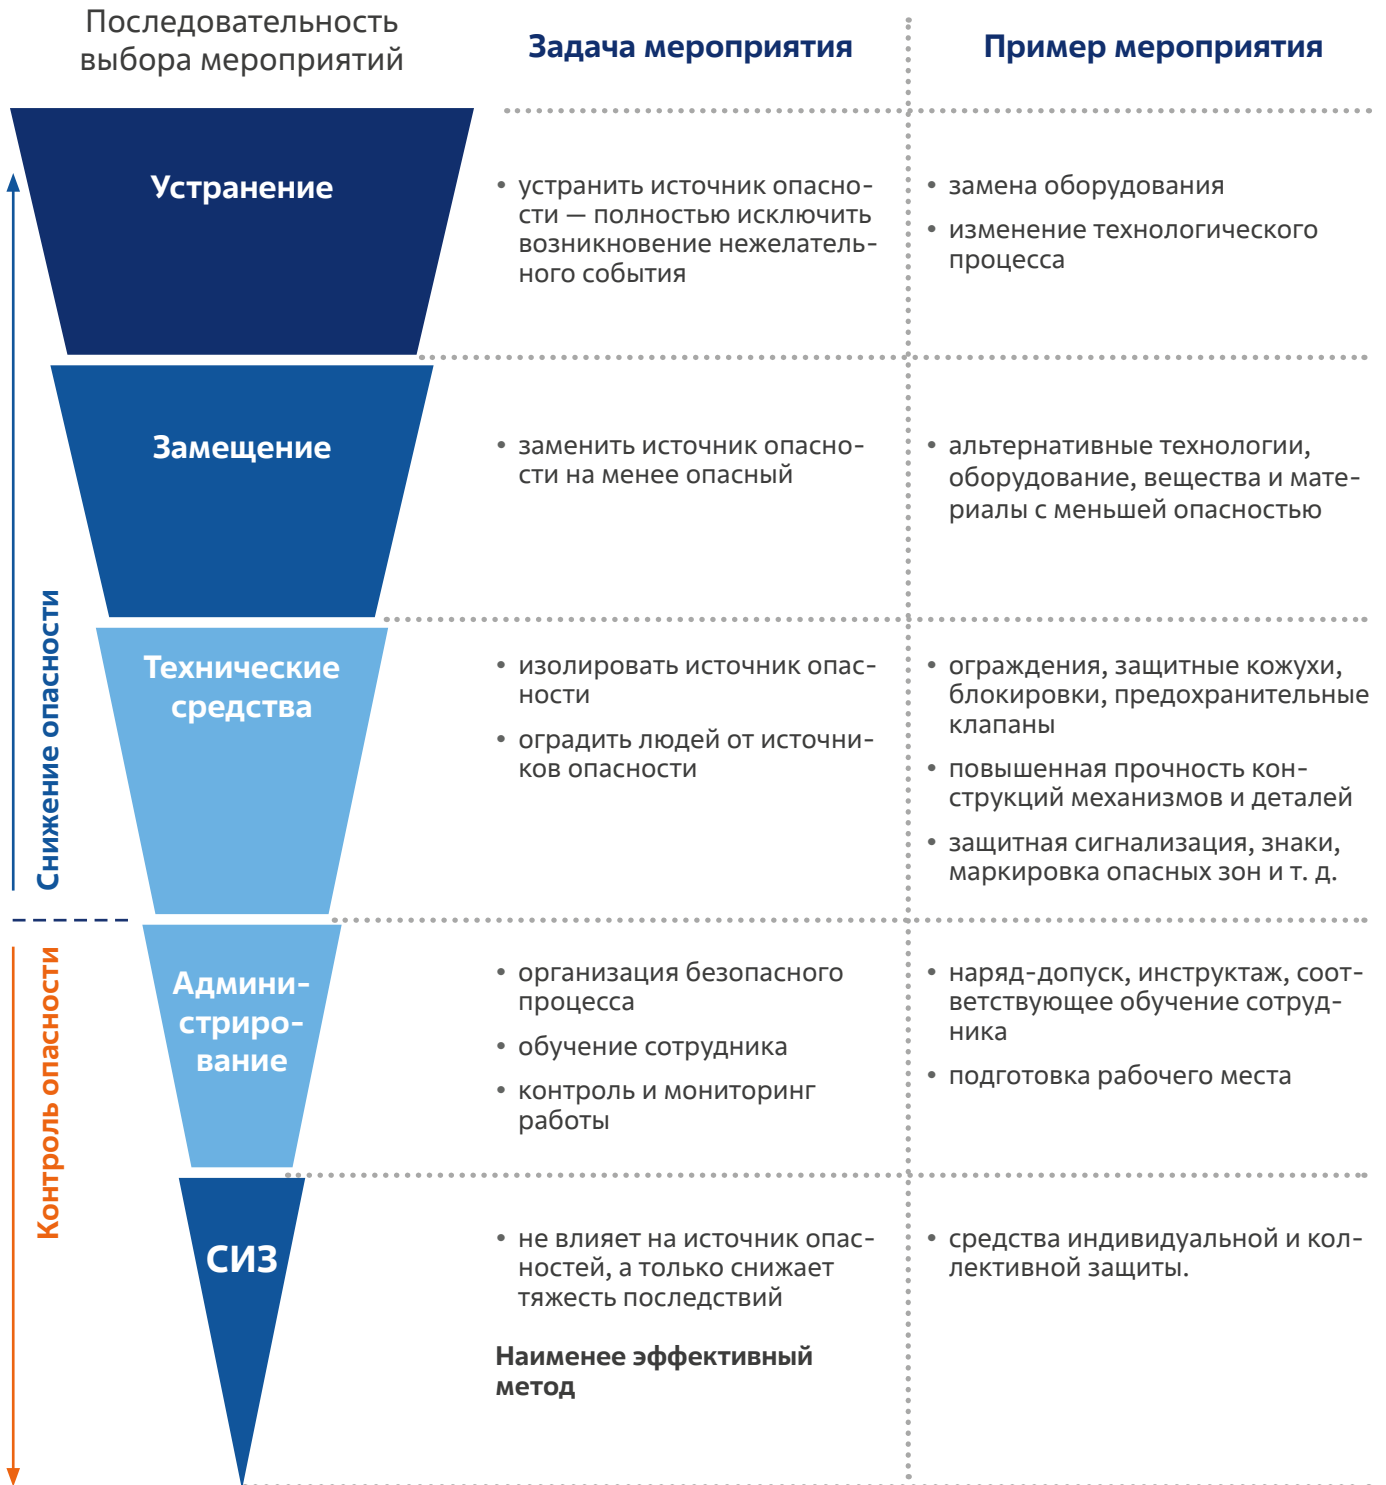 Последовательность
выбора мероприятий
Задача мероприятия
Пример мероприятия
Устранение
• устранить источник опасно-
сти — полностью исключить
возникновение нежелатель-
ного события
• замена оборудования
• изменение технологического
процесса
Замещение
• заменить источник опасно-
сти на менее опасный
• альтернативные технологии,
оборудование, вещества и мате-
риалы с меньшей опасностью
Снижение опасности
Технические
средства
• изолировать источник опас-
ности
• оградить людей от источни-
ков опасности
• ограждения, защитные кожухи,
блокировки, предохранительные
клапаны
• повышенная прочность кон-
струкций механизмов и деталей
• защитная сигнализация, знаки,
маркировка опасных зон и т. д.
Контроль опасности
Админи-
стриро-
вание
• организация безопасного
процесса
• обучение сотрудника
• контроль и мониторинг
работы
• наряд-допуск, инструктаж, соот-
ветствующее обучение сотруд-
ника
• подготовка рабочего места
СИЗ
• не влияет на источник опас-
ностей, а только снижает
тяжесть последствий
Наименее эффективный
метод
• средства индивидуальной и кол-
лективной защиты.